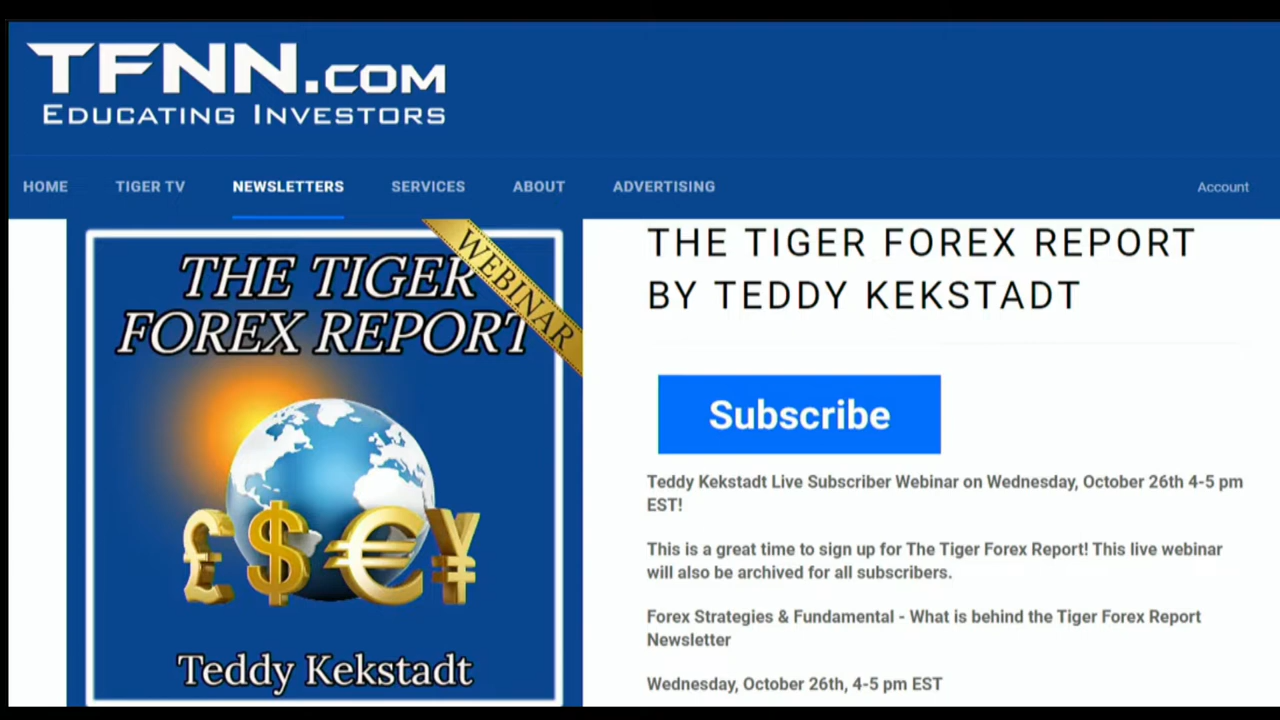 TFNN.COM
EDUCATING INVESTORS
HOME TIGER TV NEWSLETTERS SERVICES ABOUT ADVERTISING Account
THE TIGER
FOREX REPORT
WEBINAR
Teddy Kekstadt
THE TIGER FOREX REPORT
BY TEDDY KEKSTADT
Subscribe
Teddy Kekstadt Live Subscriber Webinar on Wednesday, October 26th 4-5 pm
EST!
This is a great time to sign up for The Tiger Forex Report! This live webinar
will also be archived for all subscribers.
Forex Strategies & Fundamental - What is behind the Tiger Forex Report
Newsletter
Wednesday, October 26th, 4-5 pm EST